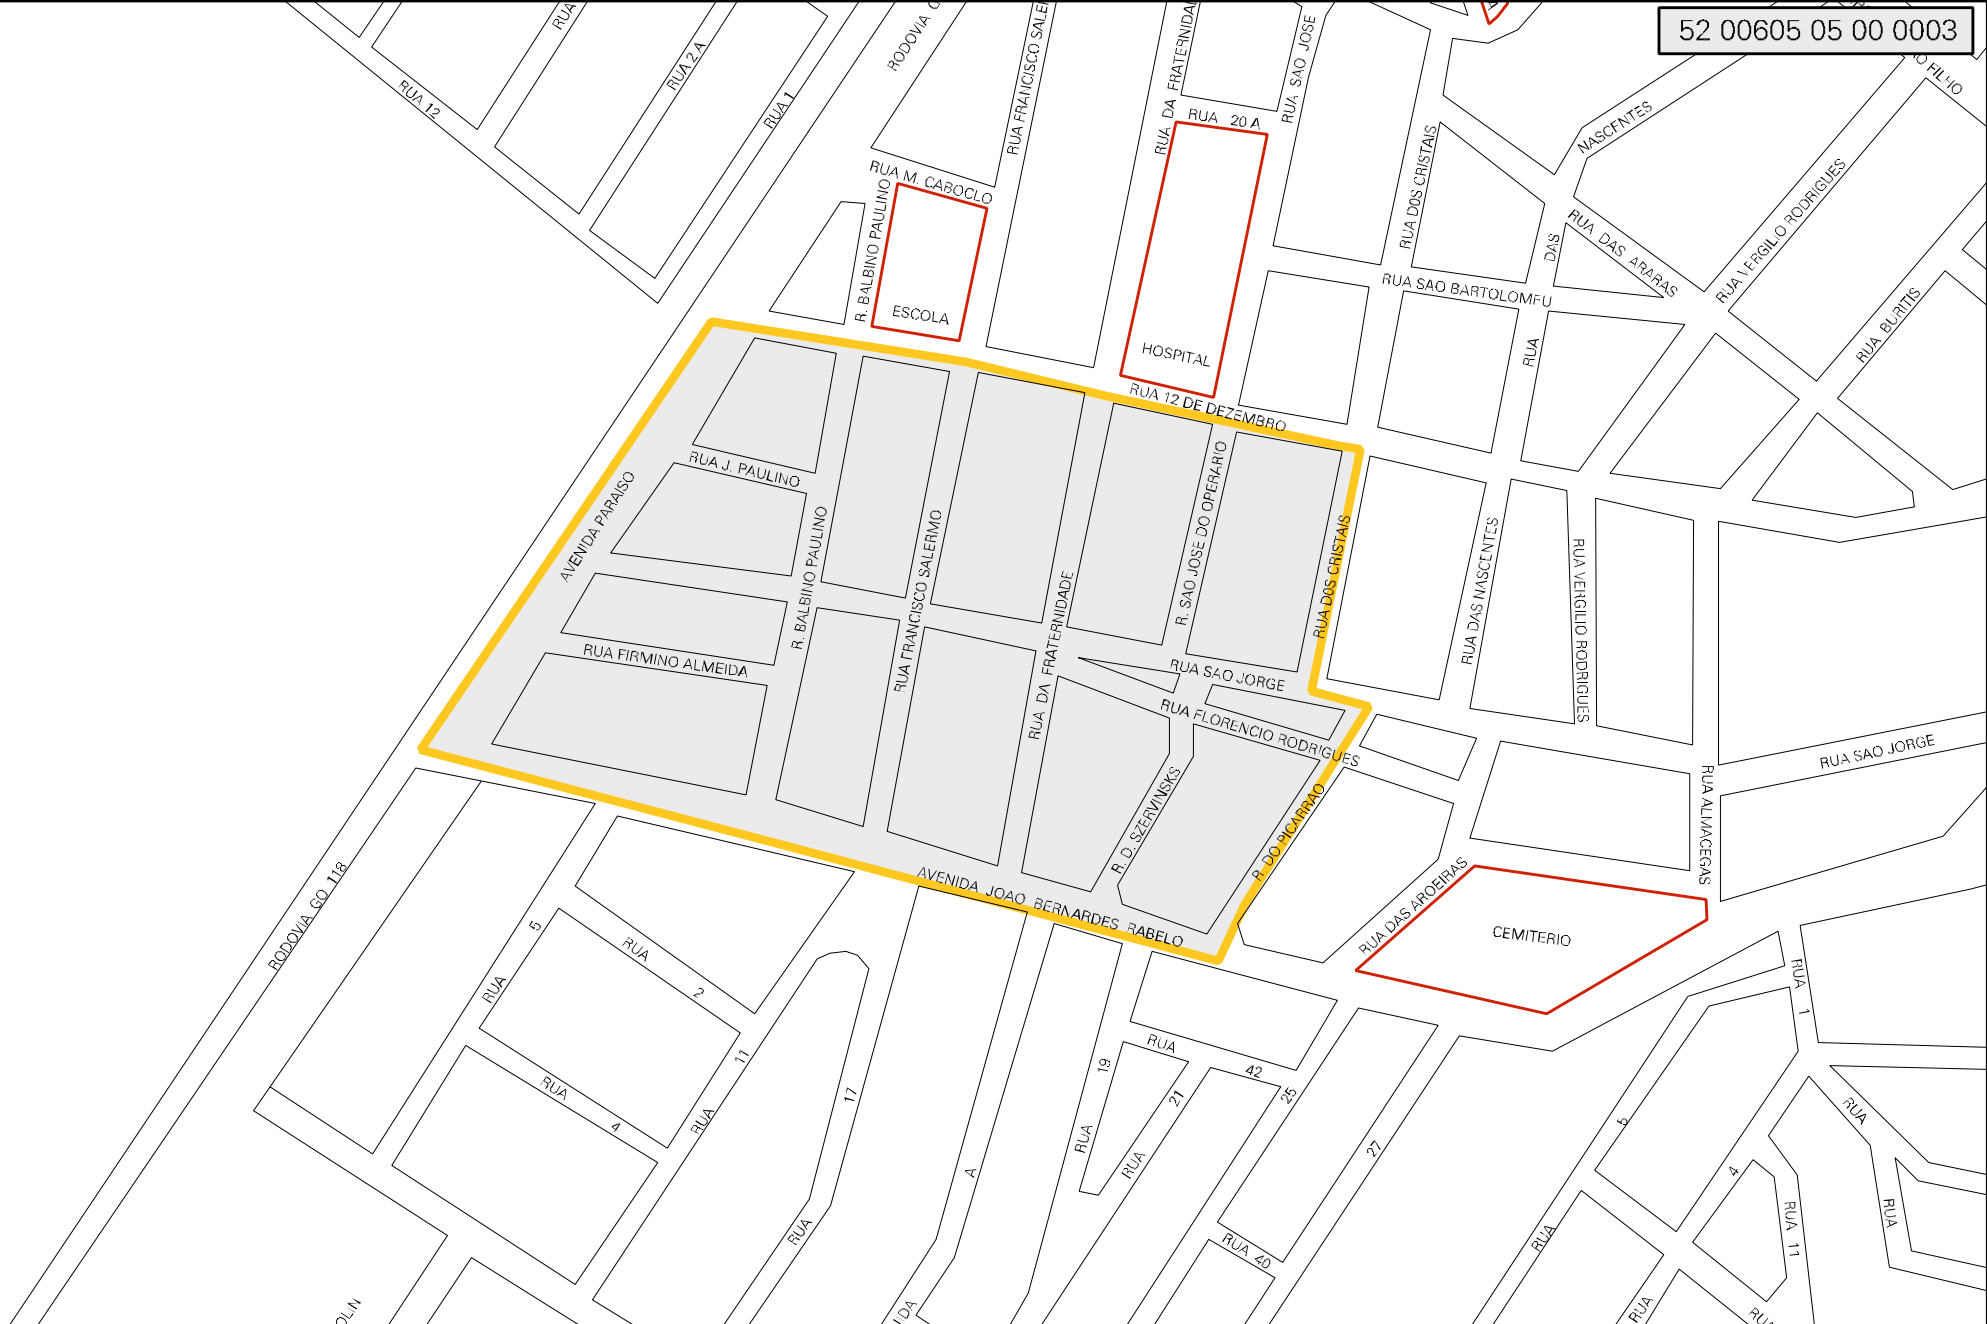 52 00605 05 00 0003
RUA
RUA 2 A
RUA 12
RUA 1
RODOVIA
RUA FRANCISCO
RUA DA
RUA SAO JOSE
RUA 20 A
FILHO
NASCENTES
RUA DOS CRISTAIS
RUA M. CABOCLO
R. BALBINO PAULINO
ESCOLA
HOSPITAL
RUA VERGILIO RODRIGUES
RUA DAS ARARAS
DAS
RUA SAO BARTOLOMEU
RUA BURITIS
RUA
RUA 12 DE DEZEMBRO
RUA J. PAULINO
AVENIDA PARAISO
R. BALBINO PAULINO
RUA FRANCISCO SALERMO
RUA DA FRATERNIDADE
R. SAO JOSE DO OPERARIO
RUA DOS CRISTAIS
RUA DAS NASCENTES
RUA VERGILIO RODRIGUES
RUA FIRMINO ALMEIDA
RUA SAO JORGE
RUA FLORENCIO RODRIGUES
RUA SAO JORGE
R. D. SZERVINSKS
R. DO PICARRAO
RUA ALMACEGAS
AVENIDA JOAO BERNARDES RABELO
RODOVIA GO 118
RUA DAS AROEIRAS
CEMITERIO
RUA 5
RUA 2
RUA 1
RUA 4
RUA 11
RUA 17
A
RUA 19
RUA 42
RUA 21
25
27
RUA 40
RUA 5
4
RUA
RUA 11
RUA
RUA